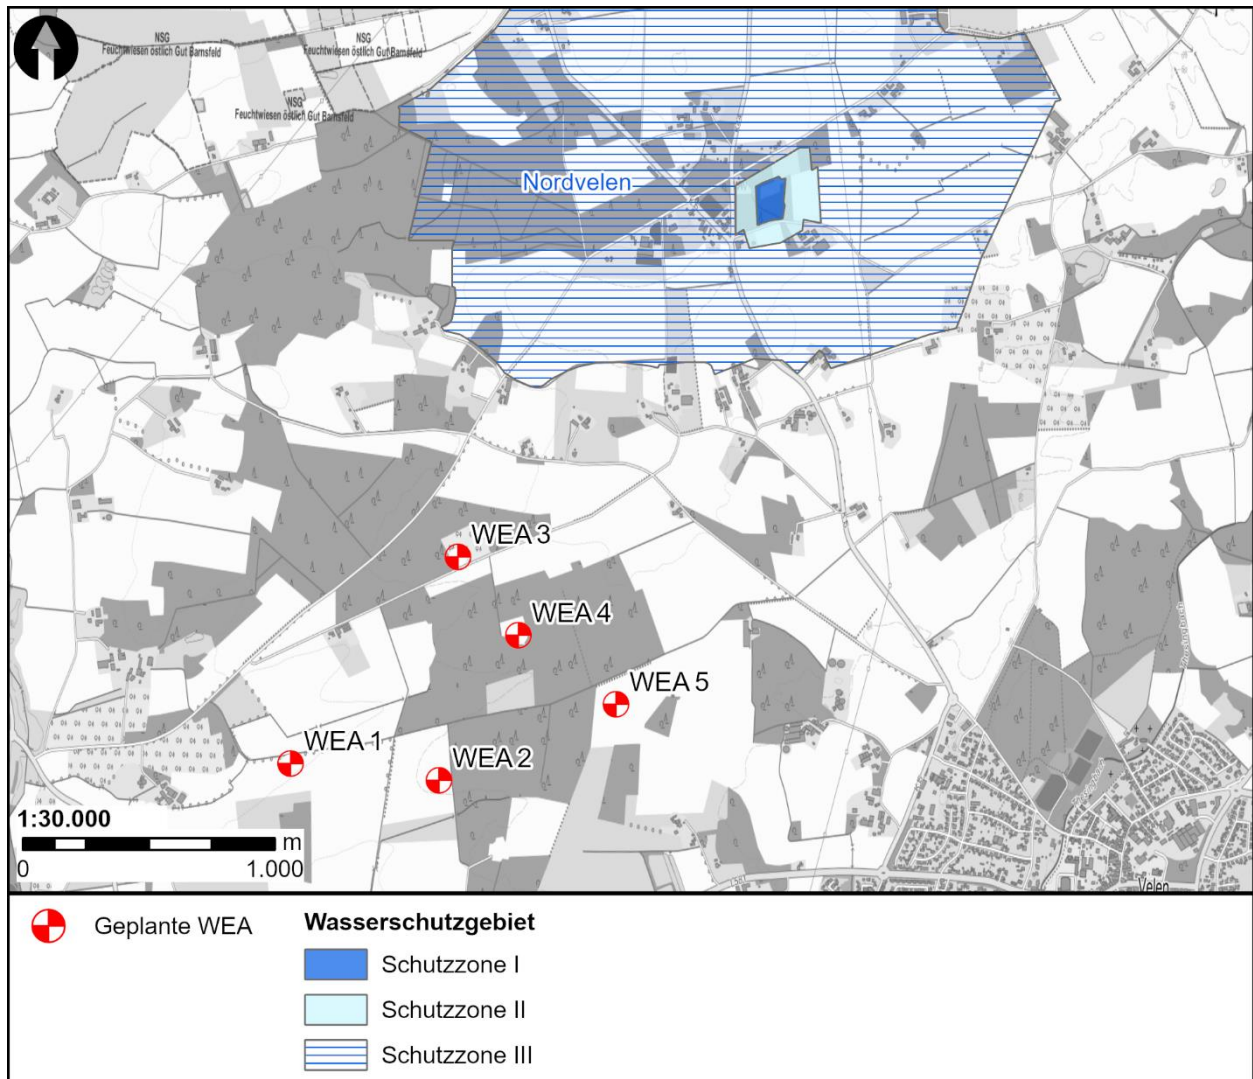 NSG
Feuchtwiesen östlich Gut Barnsfeld
NSG
Feuchtwiesen östlich Gut Barnsfeld
NSG
Feuchtwiesen östlich Gut Barnsfeld
Nordvelen
WEA 3
WEA 4
WEA 5
WEA 1
WEA 2
1:30.000
m
0
1.000
L581
Velen
Geplante WEA
Wasserschutzgebiet
Schutzzone I
Schutzzone II
Schutzzone III